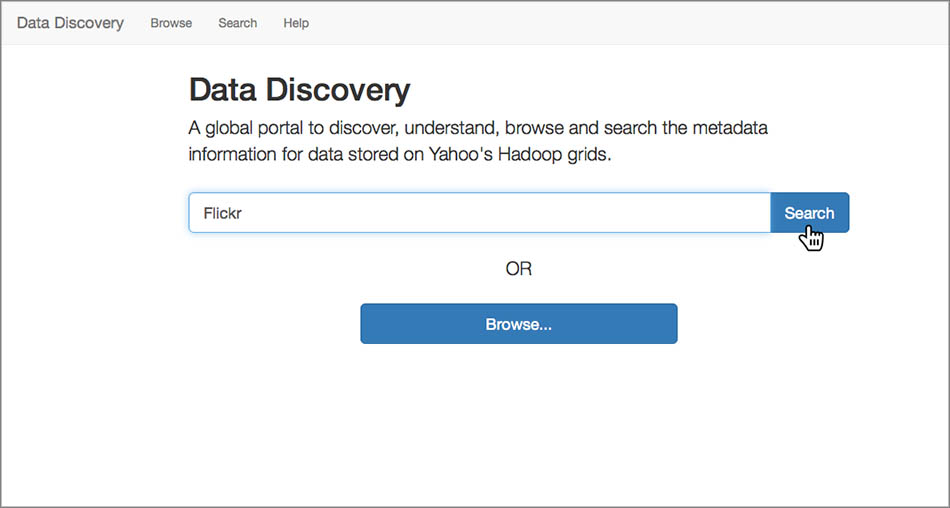 Data Discovery Browse Search Help
Data Discovery
A global portal to discover, understand, browse and search the metadata
information for data stored on Yahoo's Hadoop grids.
Flickr Search
OR
Browse...